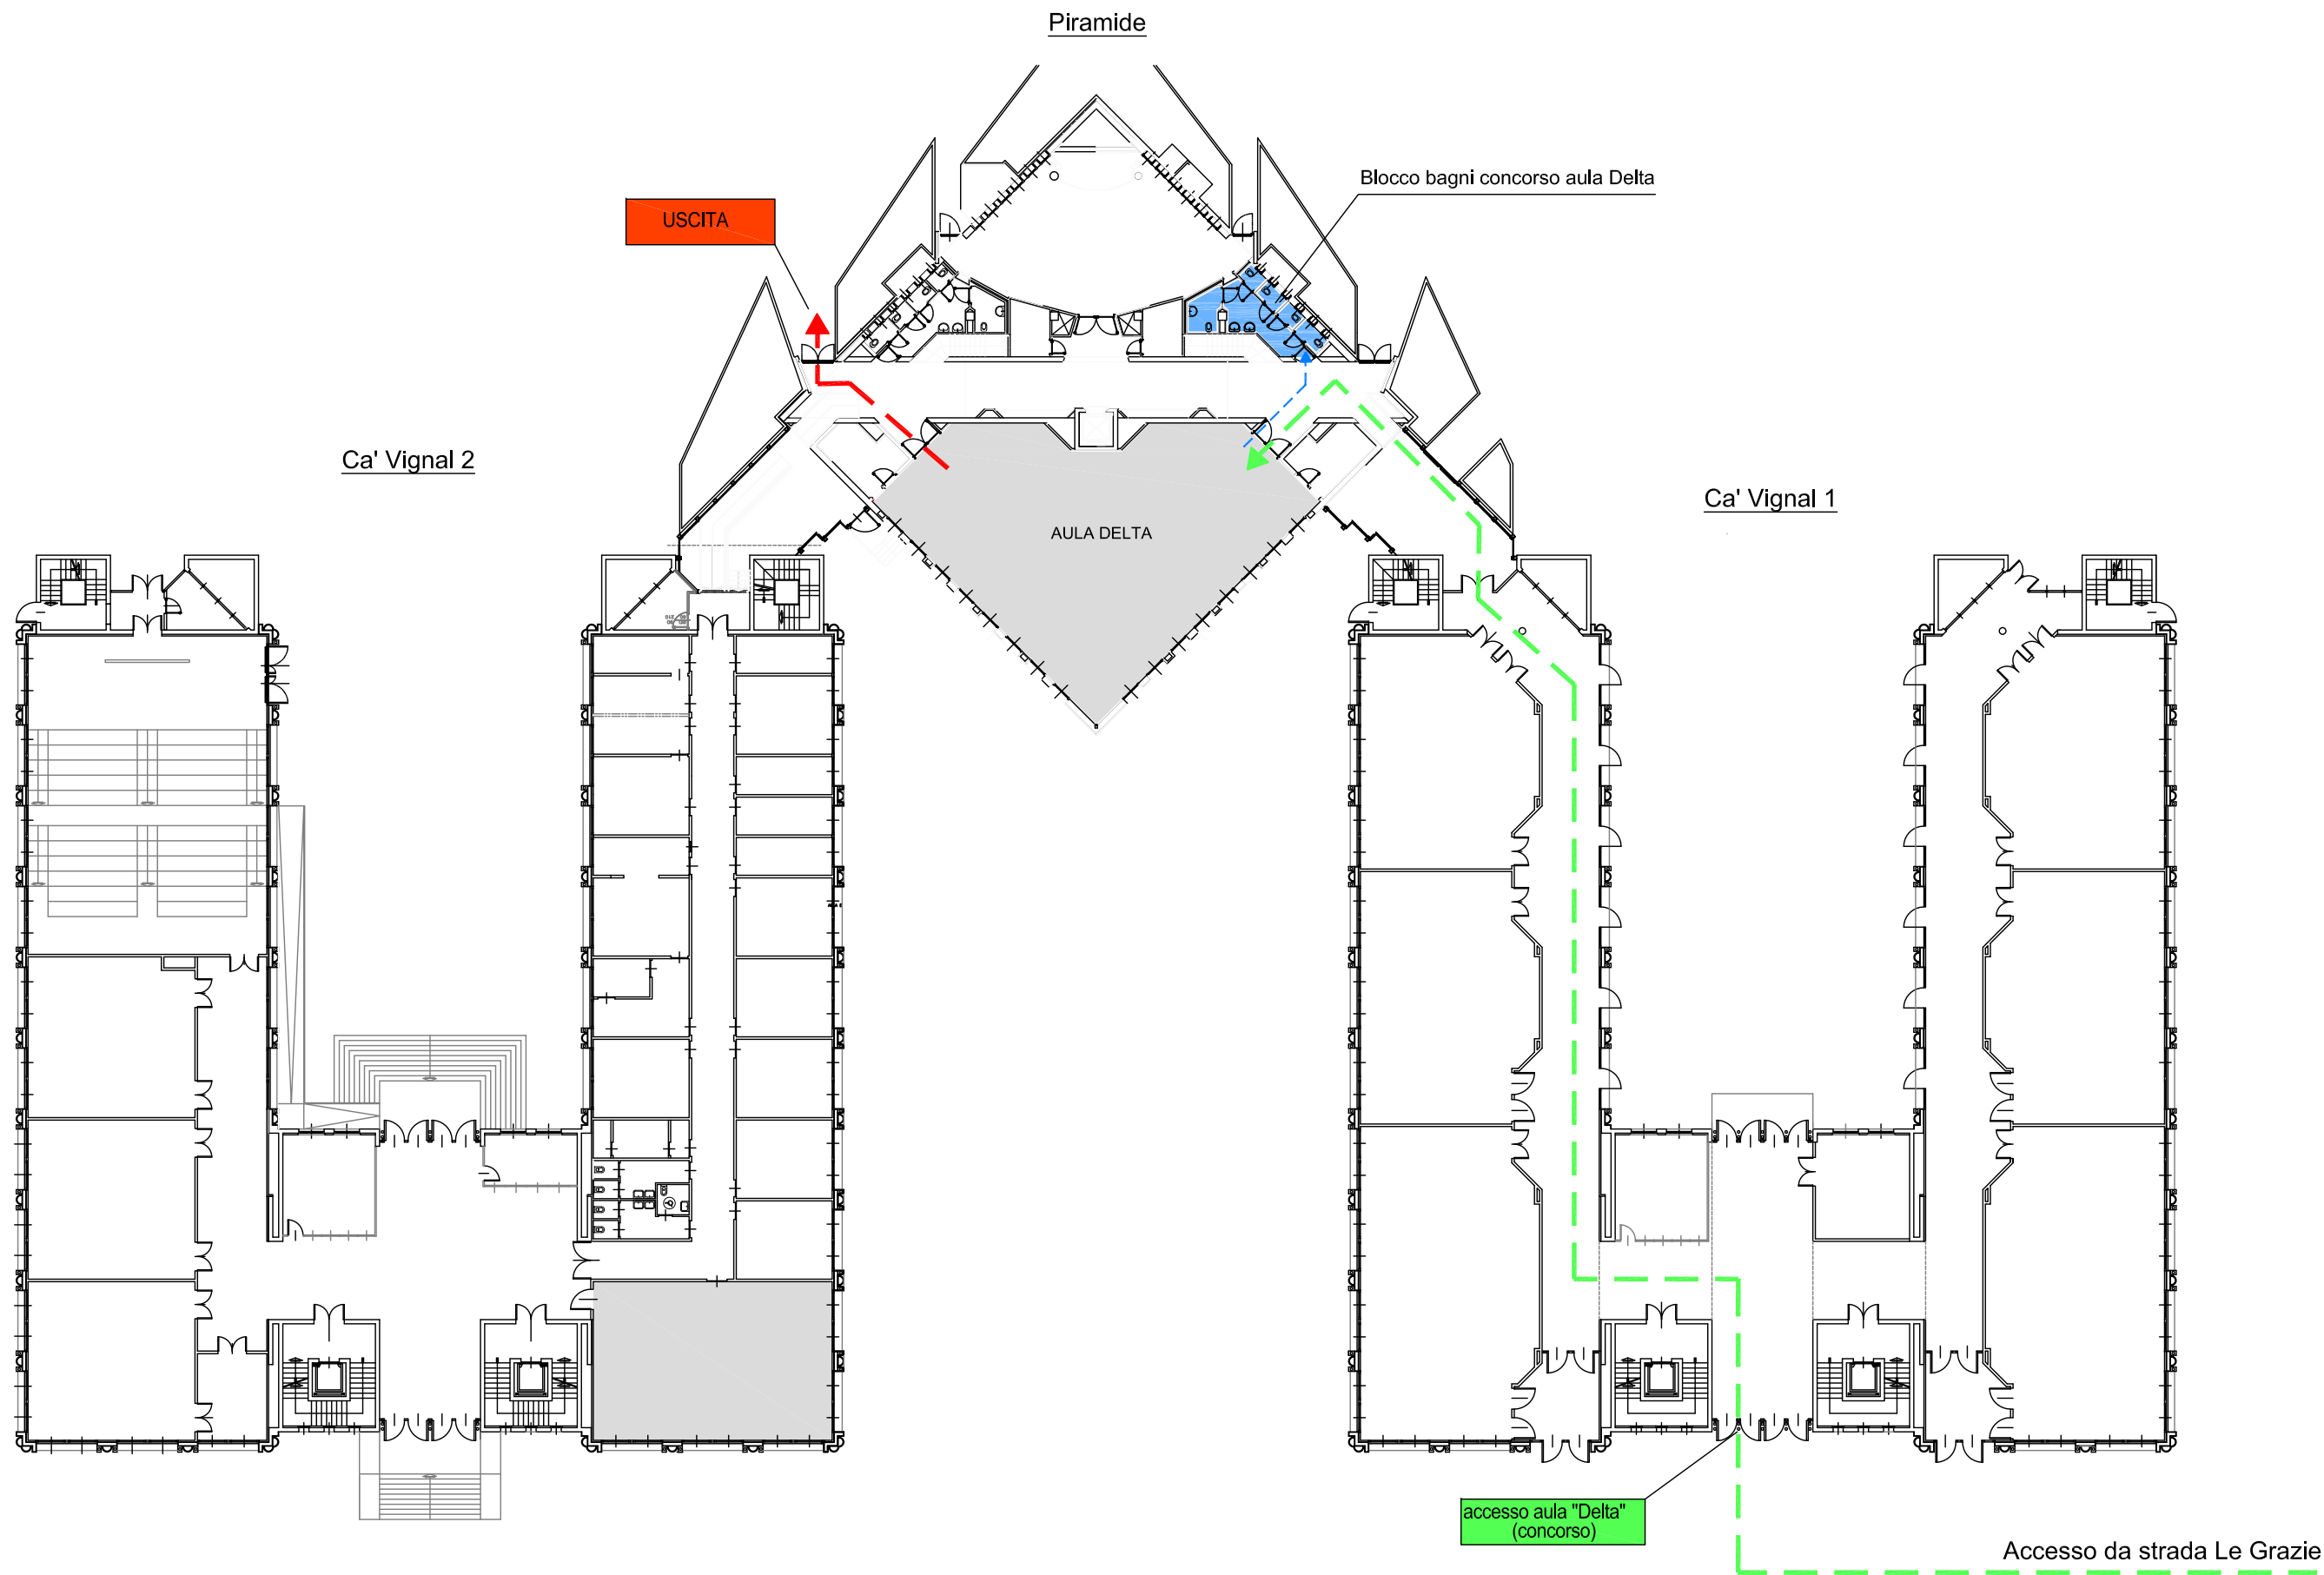 Piramide
Blocco bagni concorso aula Delta
USCITA
Ca' Vignal 2
Ca' Vignal 1
AULA DELTA
accesso aula "Delta"
(concorso)
Accesso da strada Le Grazie